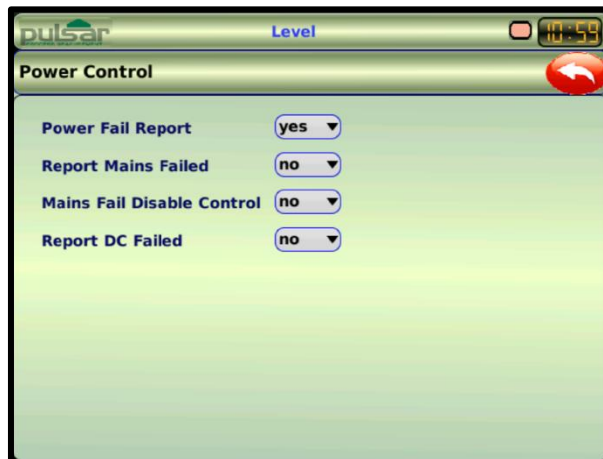 pulsar
Level
10:59
Power Control
Power Fail Report yes
Report Mains Failed no
Mains Fail Disable Control no
Report DC Failed no